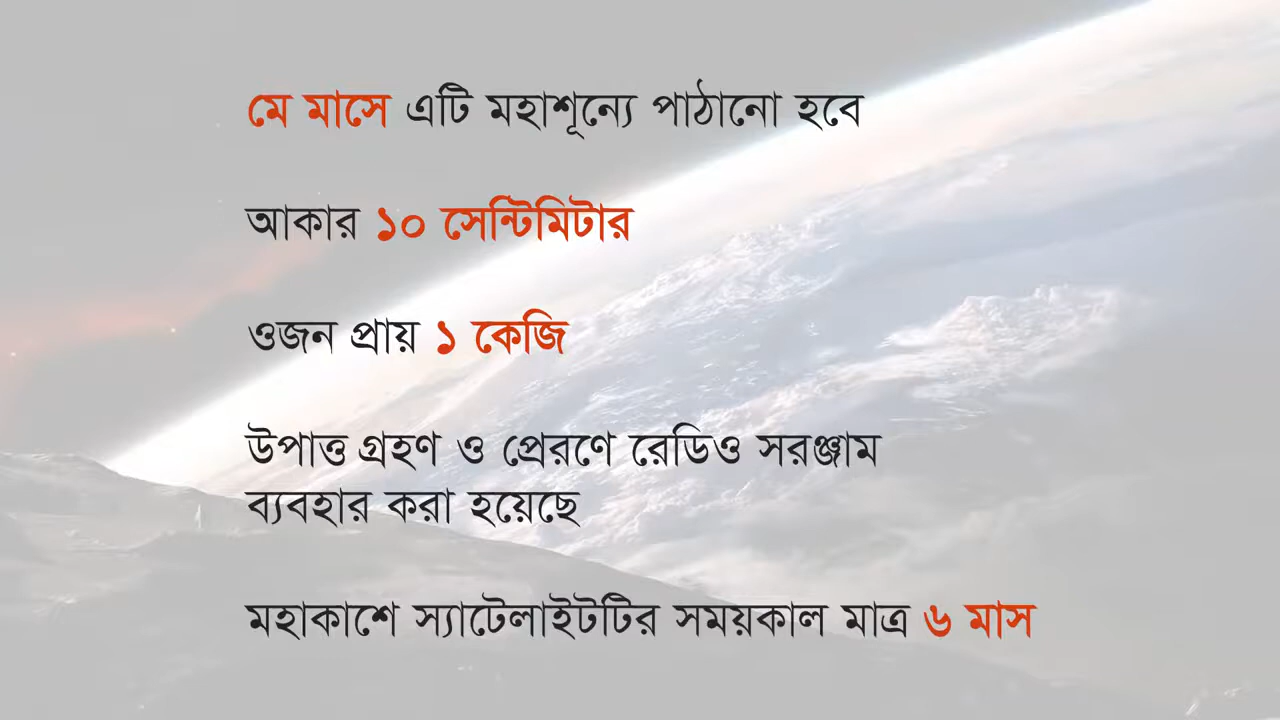 মে মাসে এটি মহাশূন্যে পাঠানো হবে
আকার ১০ সেন্টিমিটার
ওজন প্রায় ১ কেজি
উপাত্ত গ্রহণ ও প্রেরণে রেডিও সরঞ্জাম
ব্যবহার করা হয়েছে
মহাকাশে স্যাটেলাইটটির সময়কাল মাত্র ৬ মাস